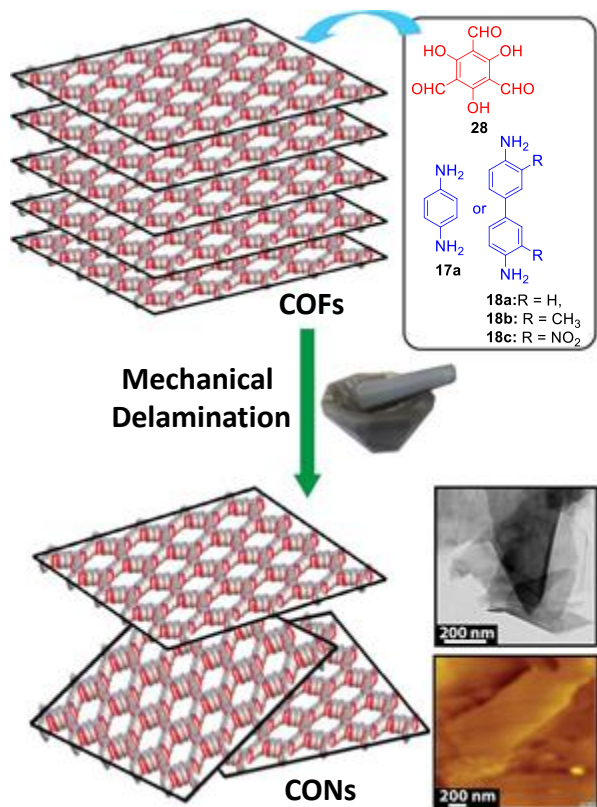 CHO
HO
OH
OHC
CHO
OH
28
NH₂
NH₂
R
or
R
NH₂
17a
NH₂
18a:R = H,
18b: R = CH₃
18c: R = NO₂
COFs
Mechanical
Delamination
200 nm
200 nm
CONs